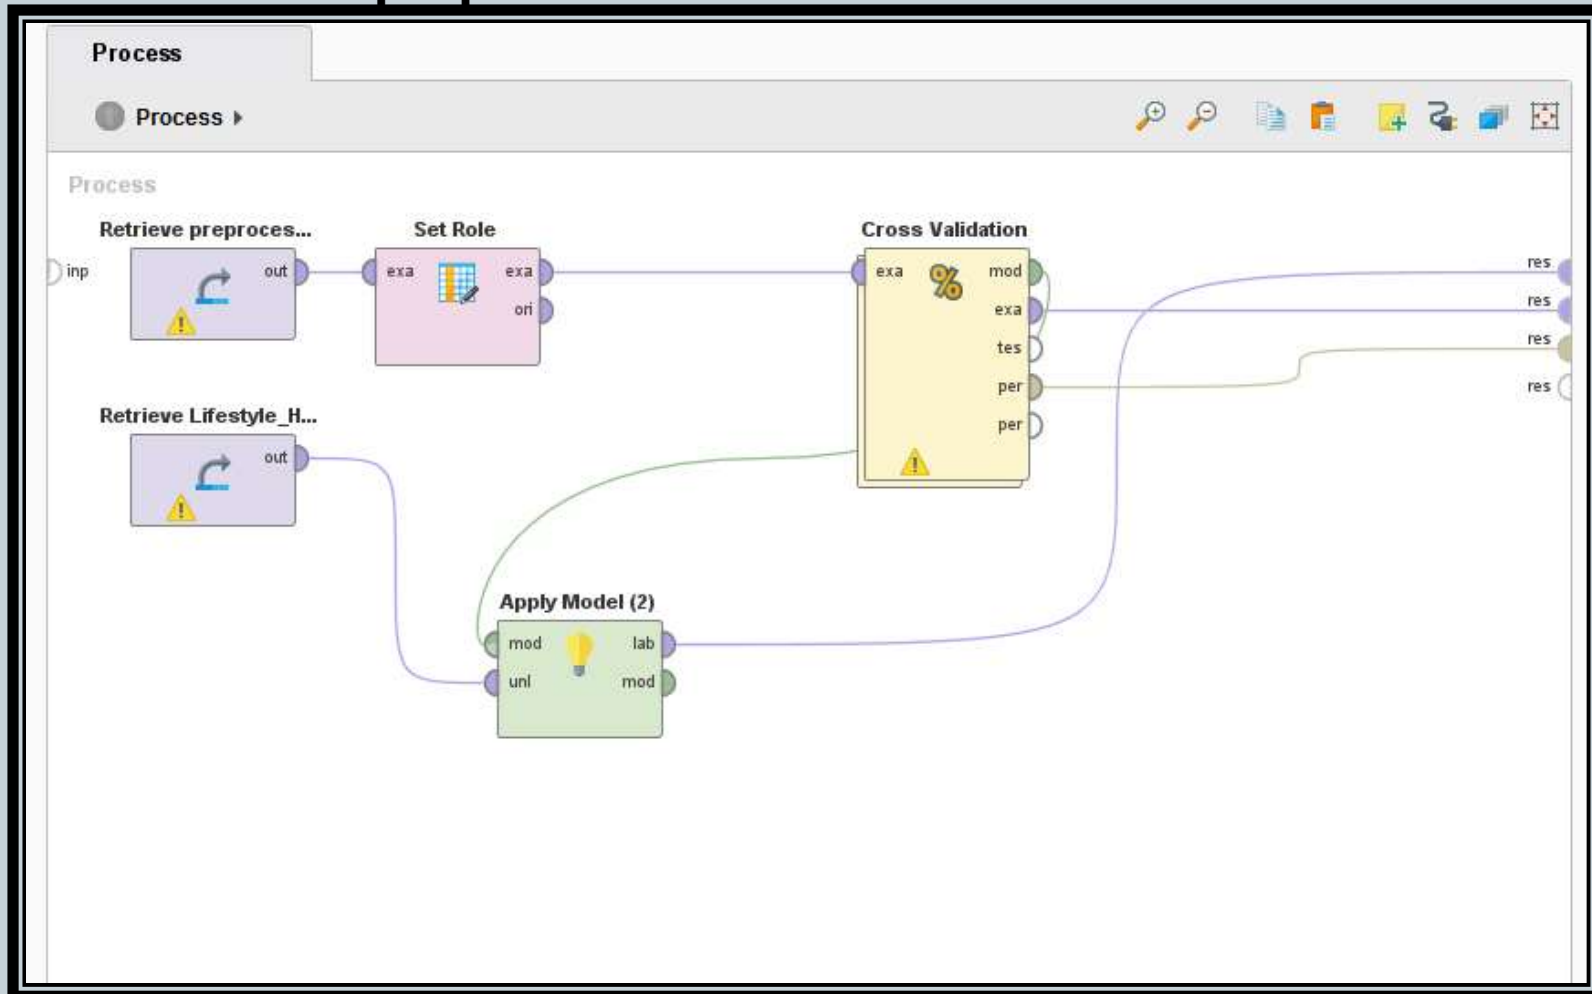 Process
Process
Process
Retrieve preproces...
Set Role
Cross Validation
inp
out
exa
exa
ori
exa
mod
exa
tes
per
per
res
res
res
res
Retrieve Lifestyle_H...
out
Apply Model (2)
mod
lab
unl
mod